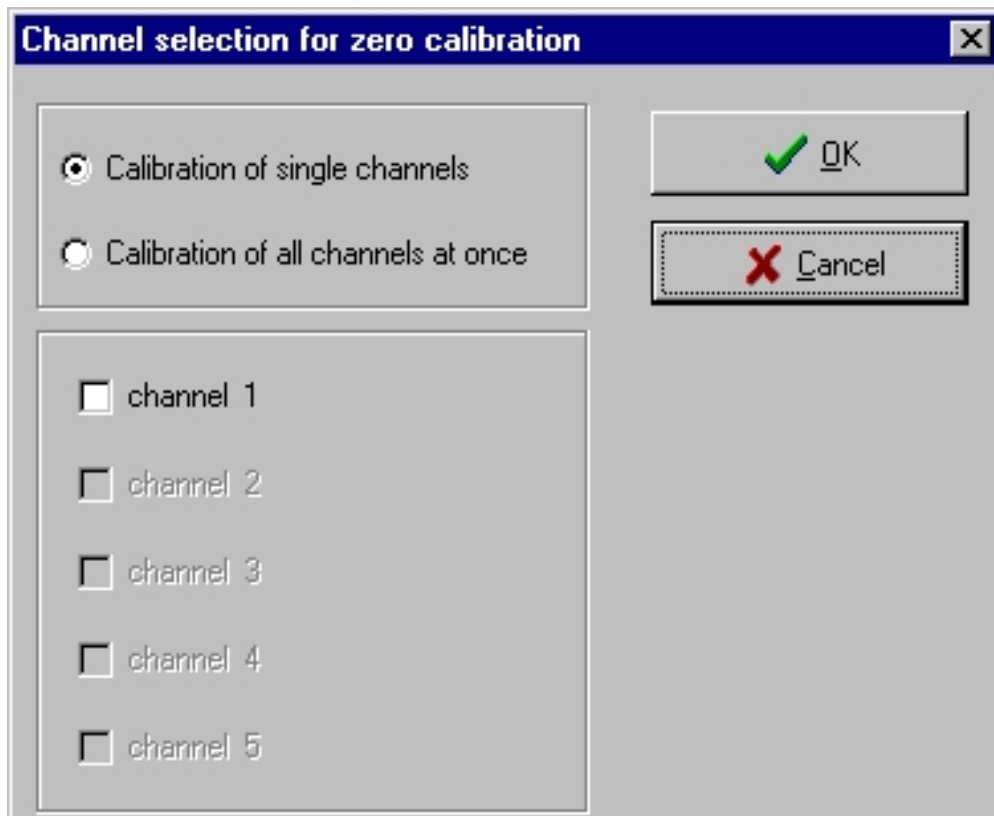 Channel selection for zero calibration
Calibration of single channels
Calibration of all channels at once
OK
Cancel
channel 1
channel 2
channel 3
channel 4
channel 5